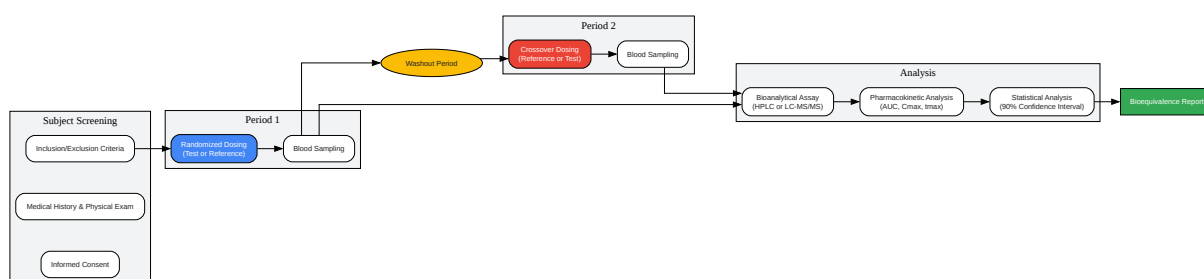 Subject Screening
Inclusion/Exclusion Criteria
Medical History & Physical Exam
Informed Consent
Period 1
Randomized Dosing
(Test or Reference)
Blood Sampling
Washout Period
Period 2
Crossover Dosing
(Reference or Test)
Blood Sampling
Analysis
Bioanalytical Assay
(HPLC or LC-MS/MS)
Pharmacokinetic Analysis
(AUC, Cmax, tmax)
Statistical Analysis
(90% Confidence Interval)
Bioequivalence Report